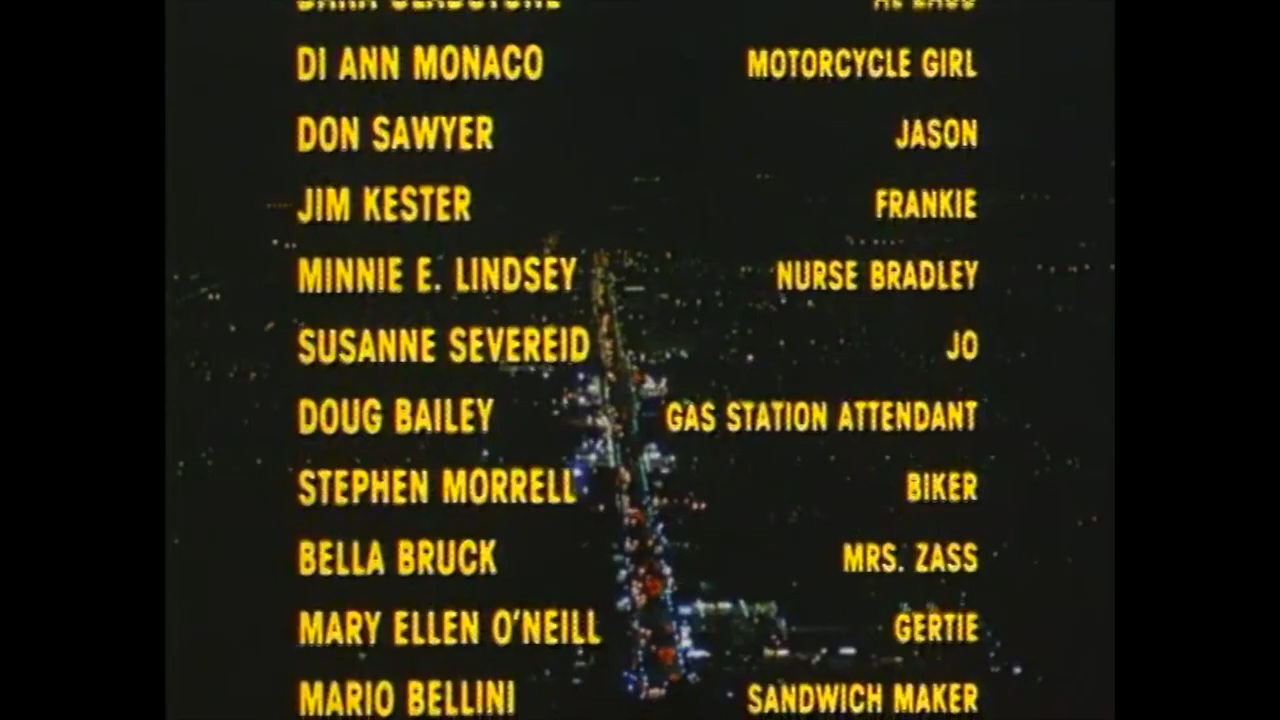 DI ANN MONACO MOTORCYCLE GIRL
DON SAWYER JASON
JIM KESTER FRANKIE
MINNIE E. LINDSEY NURSE BRADLEY
SUSANNE SEVEREID JO
DOUG BAILEY GAS STATION ATTENDANT
STEPHEN MORRELL BIKER
BELLA BRUCK MRS. ZASS
MARY ELLEN O'NEILL GERTIE
MARIO BELLINI SANDWICH MAKER